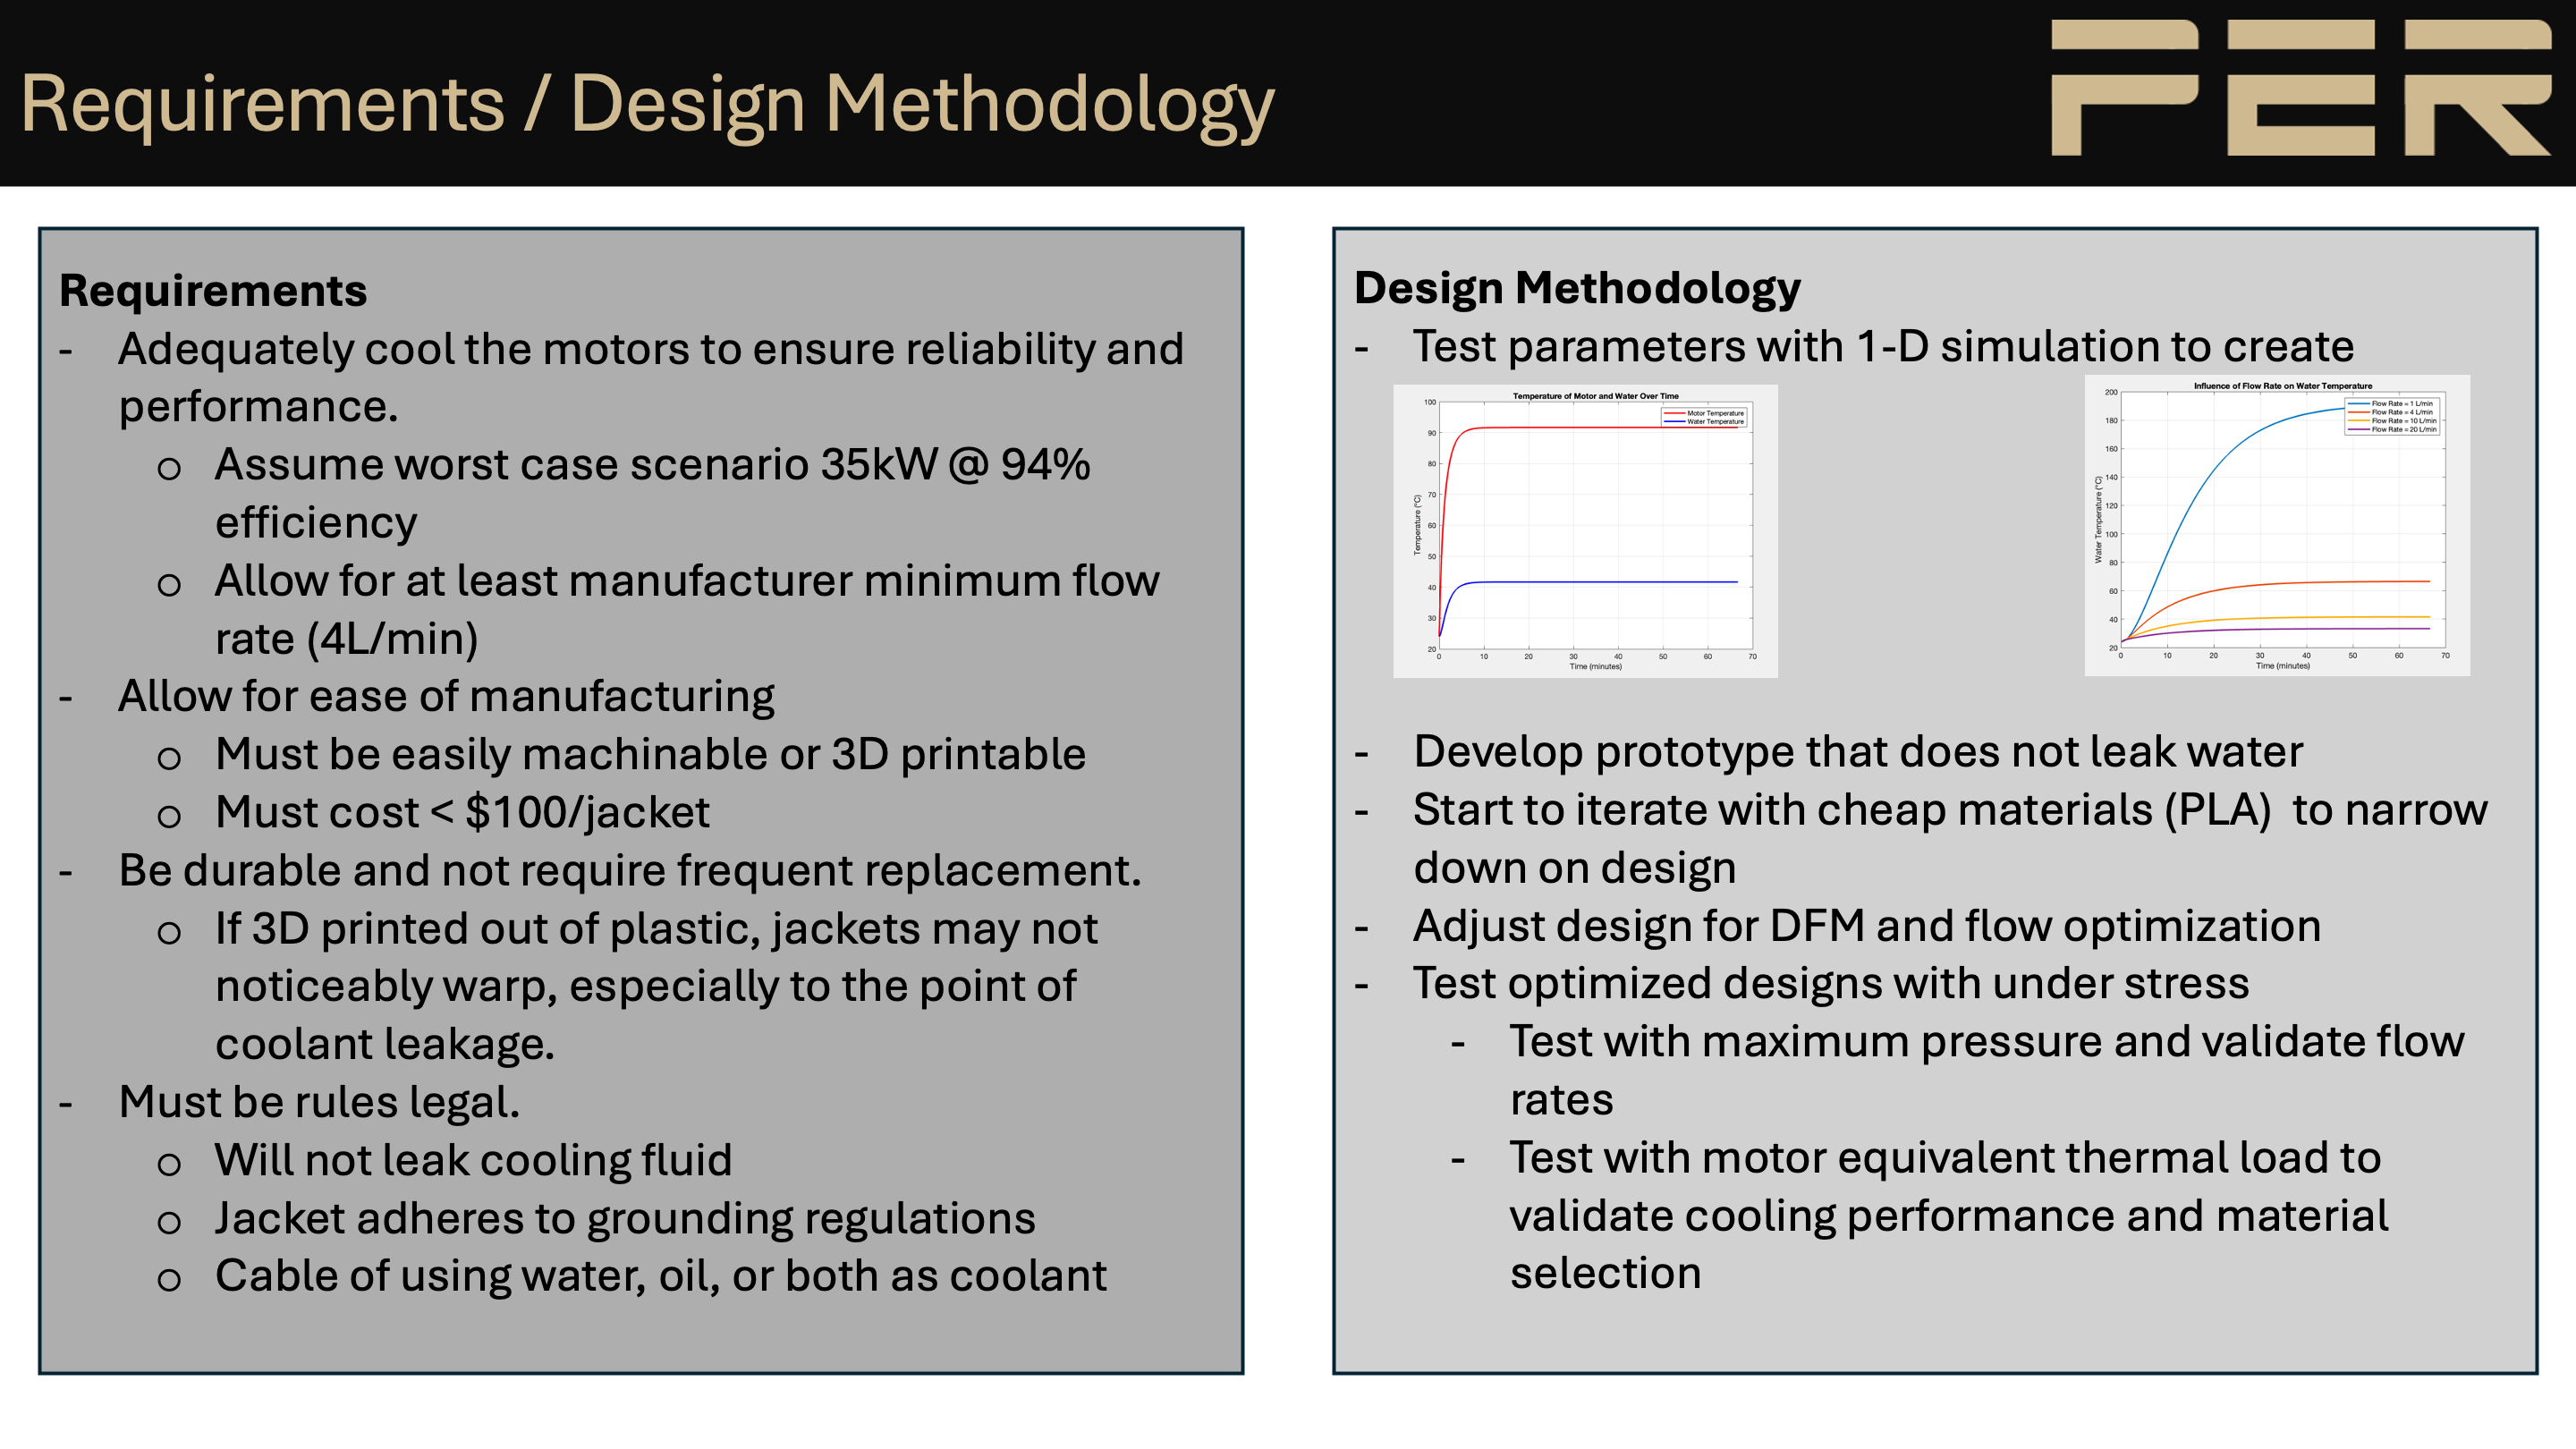 Requirements / Design Methodology
PER
Requirements
- Adequately cool the motors to ensure reliability and
performance.
o Assume worst case scenario 35kW @ 94%
efficiency
o Allow for at least manufacturer minimum flow
rate (4L/min)
- Allow for ease of manufacturing
o Must be easily machinable or 3D printable
o Must cost < $100/jacket
- Be durable and not require frequent replacement.
o If 3D printed out of plastic, jackets may not
noticeably warp, especially to the point of
coolant leakage.
- Must be rules legal.
o Will not leak cooling fluid
o Jacket adheres to grounding regulations
o Cable of using water, oil, or both as coolant
Design Methodology
- Test parameters with 1-D simulation to create
Temperature of Motor and Water Over Time
Motor Temperature
Water Temperature
Temperature (°C)
100
90
80
70
60
50
40
30
20
0 10 20 30 40 50 60 70
Time (minutes)
Influence of Flow Rate on Water Temperature
Flow Rate = 1 L/min
Flow Rate = 4 L/min
Flow Rate = 10 L/min
Flow Rate = 20 L/min
Water Temperature (°C)
200
180
160
140
120
100
80
60
40
20
0 10 20 30 40 50 60 70
Time (minutes)
- Develop prototype that does not leak water
- Start to iterate with cheap materials (PLA)  to narrow
down on design
- Adjust design for DFM and flow optimization
- Test optimized designs with under stress
- Test with maximum pressure and validate flow
rates
- Test with motor equivalent thermal load to
validate cooling performance and material
selection